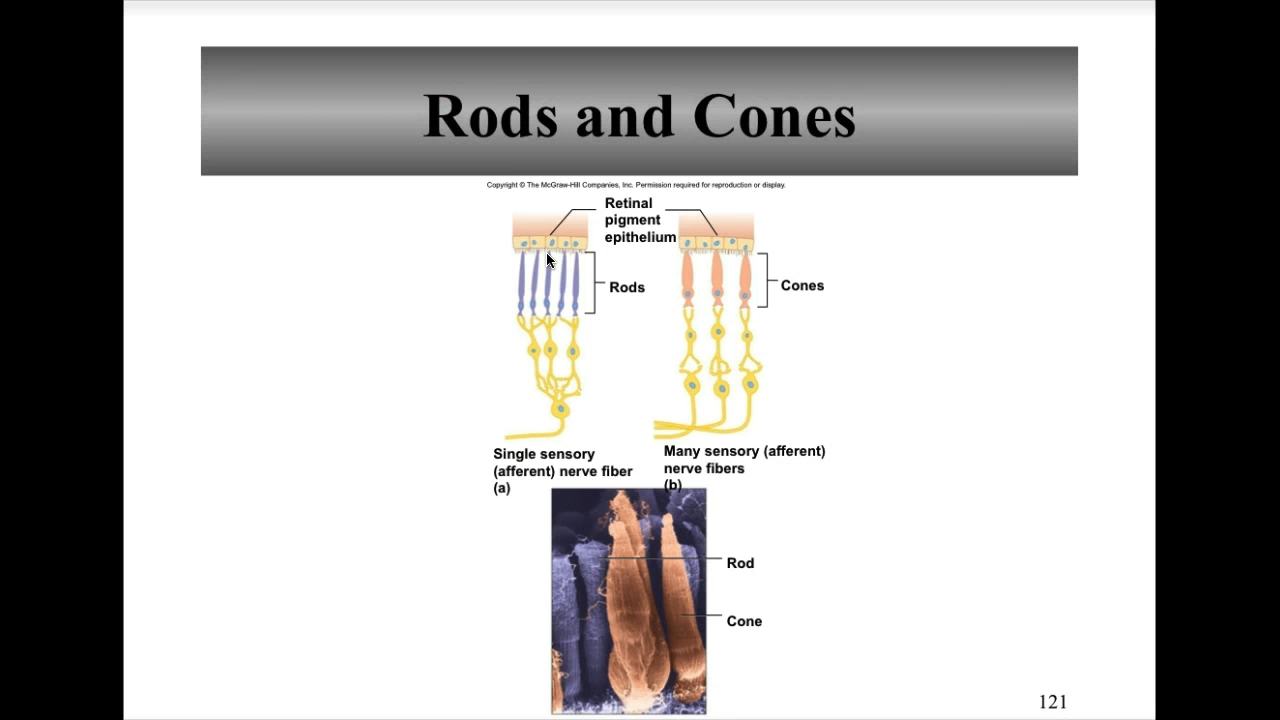 Rods and Cones
Copyright © The McGraw-Hill Companies, Inc. Permission required for reproduction or display.
Retinal
pigment
epithelium
Rods
Cones
Single sensory
(afferent) nerve fiber
(a)
Many sensory (afferent)
nerve fibers
(b)
Rod
Cone
121